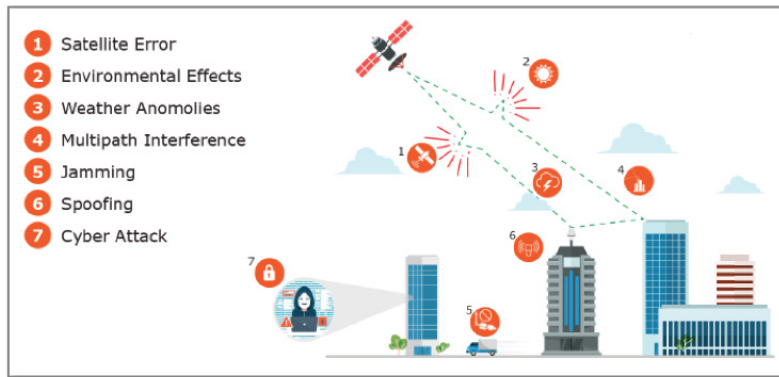 1 Satellite Error
2 Environmental Effects
3 Weather Anomolies
4 Multipath Interference
5 Jamming
6 Spoofing
7 Cyber Attack
2
1
3
4
6
7
5